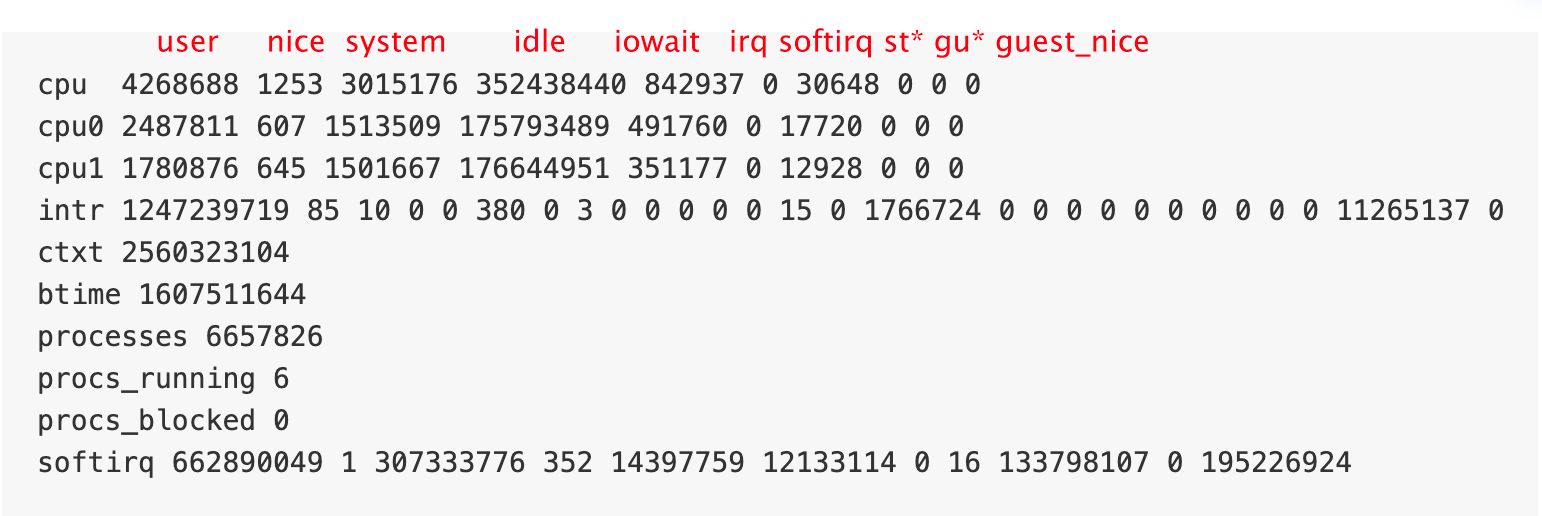 user nice system idle iowait irq softirq st* gu* guest_nice
cpu 4268688 1253 3015176 352438440 842937 0 30648 0 0 0
cpu0 2487811 607 1513509 175793489 491760 0 17720 0 0 0
cpu1 1780876 645 1501667 176644951 351177 0 12928 0 0 0
intr 1247239719 85 10 0 0 380 0 3 0 0 0 0 0 15 0 1766724 0 0 0 0 0 0 0 0 0 0 11265137 0
ctxt 2560323104
btime 1607511644
processes 6657826
procs_running 6
procs_blocked 0
softirq 662890049 1 307333776 352 14397759 12133114 0 16 133798107 0 195226924